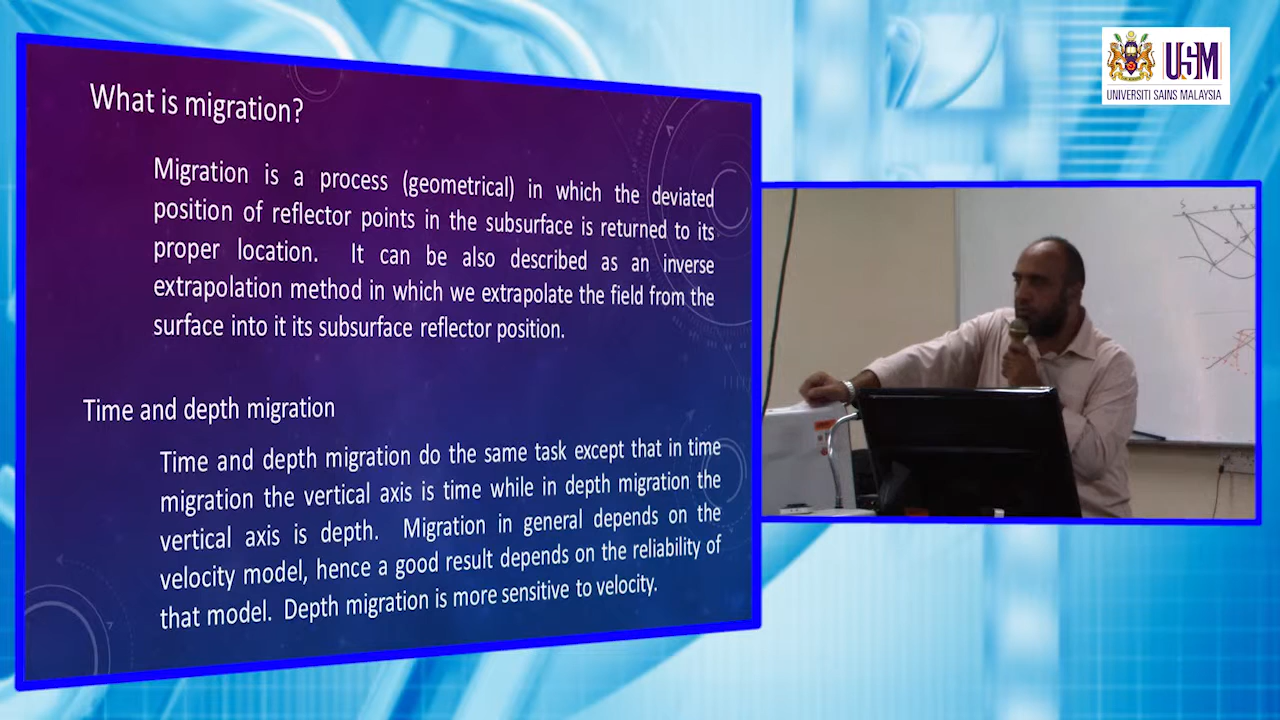 What is migration?
Migration is a process (geometrical) in which the deviated
position of reflector points in the subsurface is returned to its
proper location. It can be also described as an inverse
extrapolation method in which we extrapolate the field from the
surface into it its subsurface reflector position.
Time and depth migration
Time and depth migration do the same task except that in time
migration the vertical axis is time while in depth migration the
vertical axis is depth. Migration in general depends on the
velocity model, hence a good result depends on the reliability of
that model. Depth migration is more sensitive to velocity.
USM
UNIVERSITI SAINS MALAYSIA
S